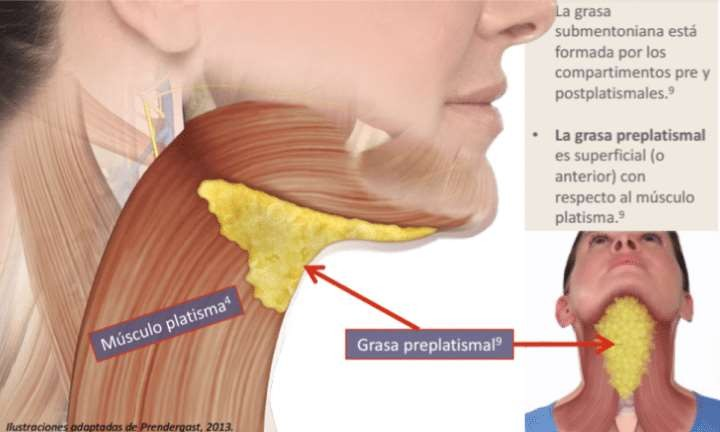 La grasa
submentoniana está
formada por los
compartimentos pre y
postplatismales.⁹
• La grasa preplatismal
es superficial (o
anterior) con
respecto al músculo
platisma.⁹
Músculo platisma⁴
Grasa preplatismal⁹
Ilustraciones adaptadas de Prendergast, 2013.